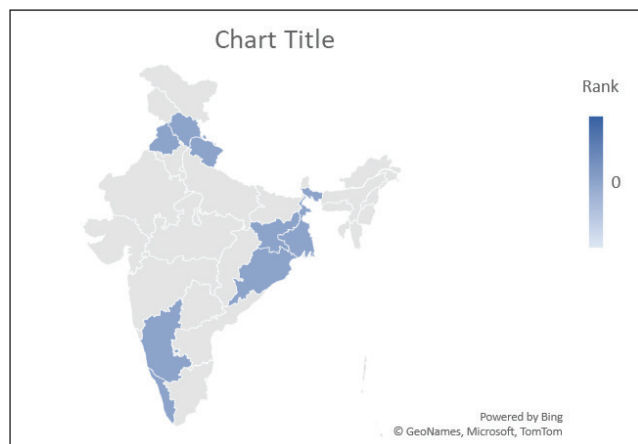 Chart Title
Rank
0
Powered by Bing
© GeoNames, Microsoft, TomTom